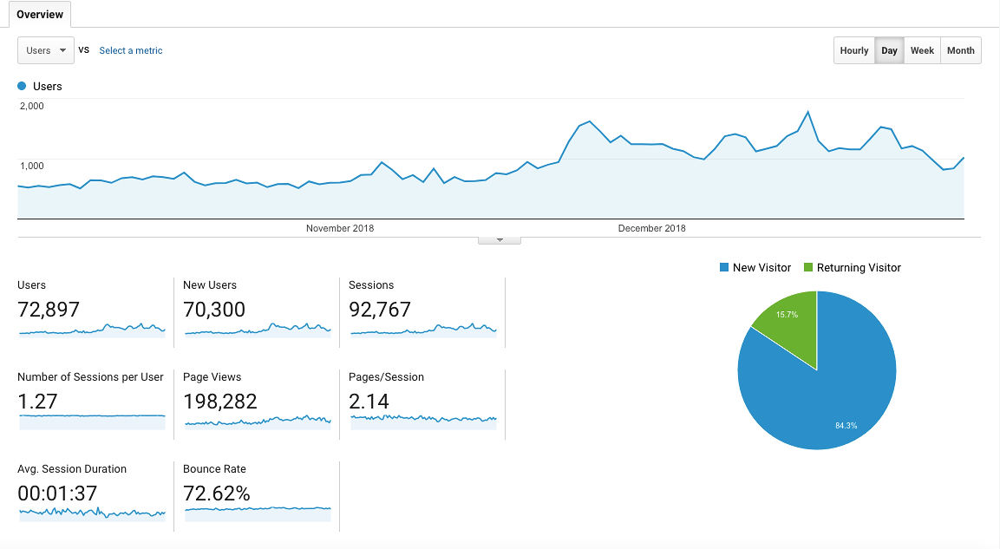 Overview
Users VS Select a metric
Hourly Day Week Month
Users
2,000
1,000
November 2018 December 2018
New Visitor Returning Visitor
Users New Users Sessions
72,897 70,300 92,767
15.7%
84.3%
Number of Sessions per User Page Views Pages/Session
1.27 198,282 2.14
Avg. Session Duration Bounce Rate
00:01:37 72.62%